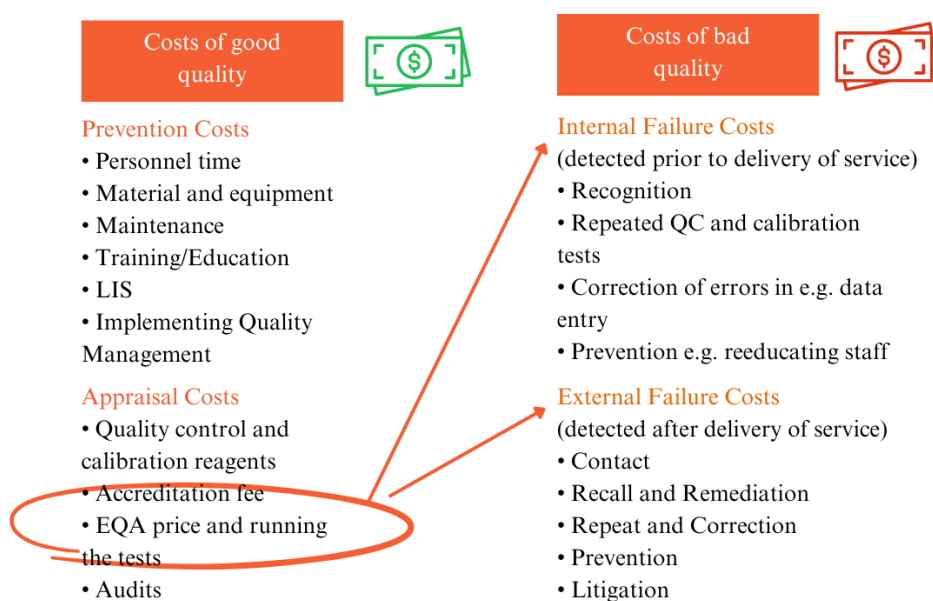 Costs of good
quality
$
Prevention Costs
• Personnel time
• Material and equipment
• Maintenance
• Training/Education
• LIS
• Implementing Quality
Management
Appraisal Costs
• Quality control and
calibration reagents
• Accreditation fee
• EQA price and running
the tests
• Audits
Costs of bad
quality
$
Internal Failure Costs
(detected prior to delivery of service)
• Recognition
• Repeated QC and calibration
tests
• Correction of errors in e.g. data
entry
• Prevention e.g. reeducating staff
External Failure Costs
(detected after delivery of service)
• Contact
• Recall and Remediation
• Repeat and Correction
• Prevention
• Litigation